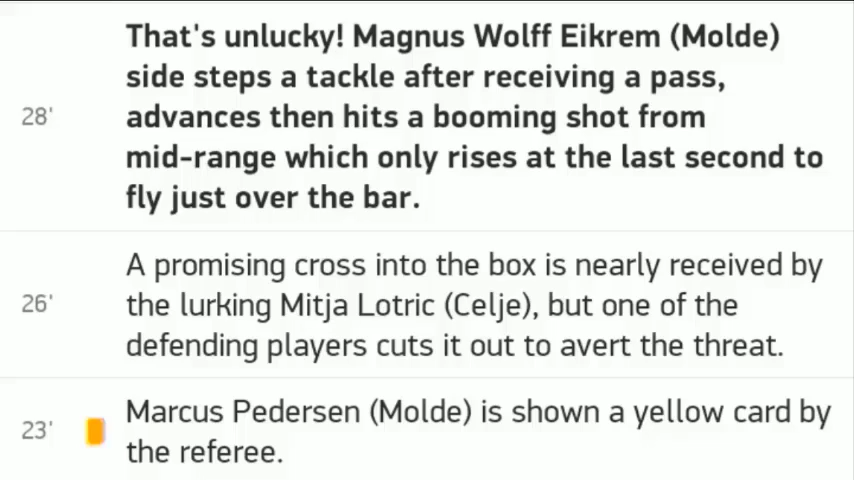 That's unlucky! Magnus Wolff Eikrem (Molde)
side steps a tackle after receiving a pass,
28' advances then hits a booming shot from
mid-range which only rises at the last second to
fly just over the bar.
A promising cross into the box is nearly received by
26' the lurking Mitja Lotric (Celje), but one of the
defending players cuts it out to avert the threat.
23' Marcus Pedersen (Molde) is shown a yellow card by
the referee.